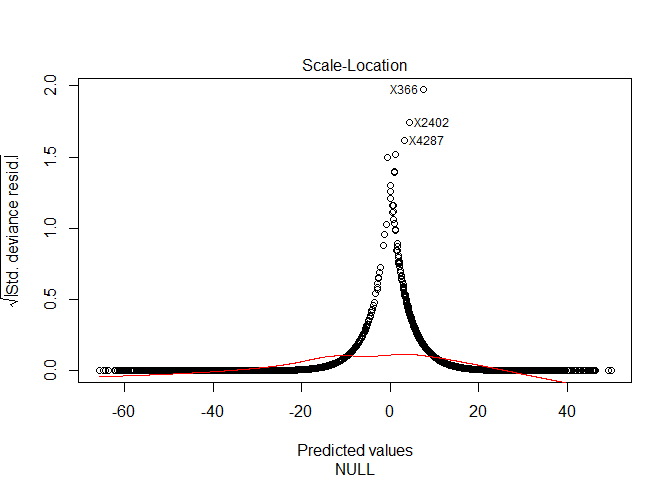 Scale-Location
√|Std. deviance resid.|
2.0
1.5
1.0
0.5
0.0
X366
X2402
X4287
-60 -40 -20 0 20 40
Predicted values
NULL